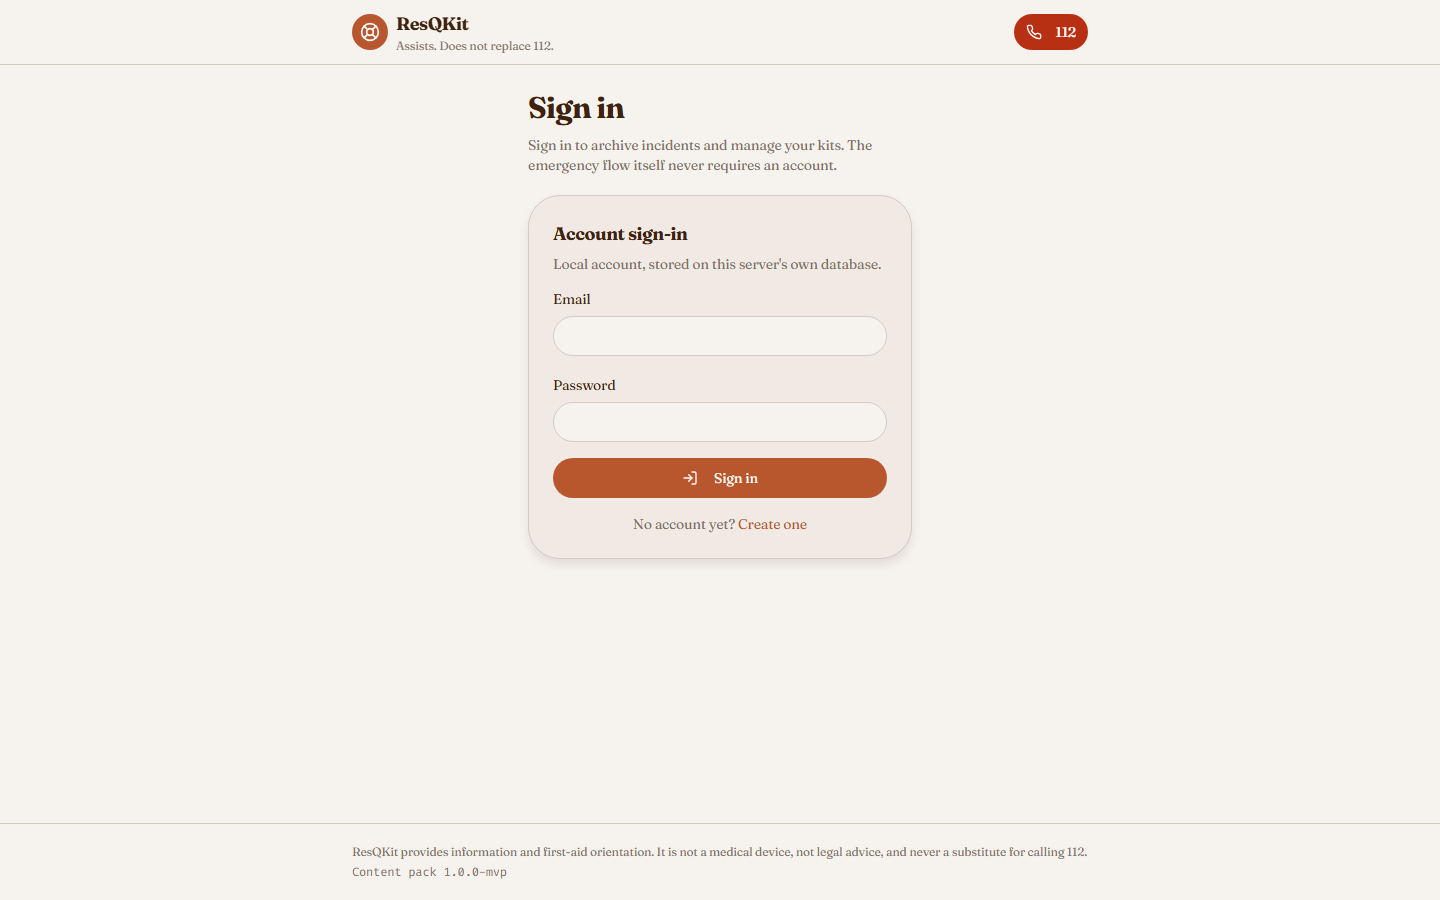 ResQKit
Assists. Does not replace 112.
112
Sign in
Sign in to archive incidents and manage your kits. The
emergency flow itself never requires an account.
Account sign-in
Local account, stored on this server's own database.
Email
Password
Sign in
No account yet? Create one
ResQKit provides information and first-aid orientation. It is not a medical device, not legal advice, and never a substitute for calling 112.
Content pack 1.0.0-mvp